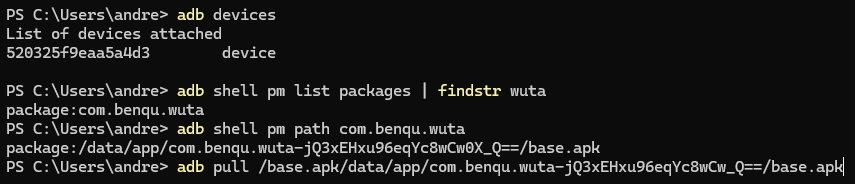 PS C:\Users\andre> adb devices
List of devices attached
520325f9eaa5a4d3        device
PS C:\Users\andre> adb shell pm list packages | findstr wuta
package:com.benqu.wuta
PS C:\Users\andre> adb shell pm path com.benqu.wuta
package:/data/app/com.benqu.wuta-jQ3xEHxu96eqYc8wCw0X_Q==/base.apk
PS C:\Users\andre> adb pull /base.apk/data/app/com.benqu.wuta-jQ3xEHxu96eqYc8wCw_Q==/base.apk